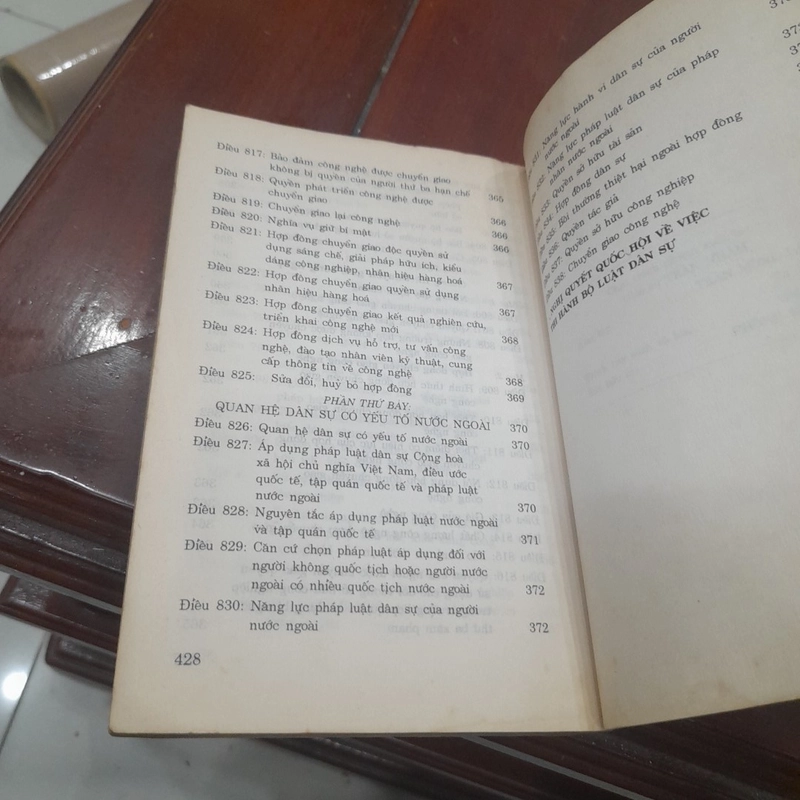 Điều 817: Bảo đảm công nghệ được chuyển giao
không bị quyền của người thứ ba hạn chế 365
Điều 818: Quyền phát triển công nghệ được
chuyển giao 366
Điều 819: Chuyển giao lại công nghệ 366
Điều 820: Nghĩa vụ giữ bí mật 366
Điều 821: Hợp đồng chuyển giao độc quyền sử
dụng sáng chế, giải pháp hữu ích, kiểu
dáng công nghiệp, nhãn hiệu hàng hoá 367
Điều 822: Hợp đồng chuyển giao quyền sử dụng
nhãn hiệu hàng hoá 367
Điều 823: Hợp đồng chuyển giao kết quả nghiên cứu,
triển khai công nghệ mới 368
Điều 824: Hợp đồng dịch vụ hỗ trợ, tư vấn công
nghệ, đào tạo nhân viên kỹ thuật, cung
cấp thông tin về công nghệ 368
Điều 825: Sửa đổi, huỷ bỏ hợp đồng 369
PHẦN THỨ BẢY:
QUAN HỆ DÂN SỰ CÓ YẾU TỐ NƯỚC NGOÀI 370
Điều 826: Quan hệ dân sự có yếu tố nước ngoài 370
Điều 827: Áp dụng pháp luật dân sự Cộng hoà
xã hội chủ nghĩa Việt Nam, điều ước
quốc tế, tập quán quốc tế và pháp luật
nước ngoài 370
Điều 828: Nguyên tắc áp dụng pháp luật nước ngoài
và tập quán quốc tế 371
Điều 829: Căn cứ chọn pháp luật áp dụng đối với
người không quốc tịch hoặc người nước
ngoài có nhiều quốc tịch nước ngoài 372
Điều 830: Năng lực pháp luật dân sự của người
nước ngoài 372
428
831: Năng lực hành vi dân sự của người
nước ngoài
832: Năng lực pháp luật dân sự của pháp
nhân nước ngoài
833: Quyền sở hữu tài sản
834: Hợp đồng dân sự
835: Bồi thường thiệt hại ngoài hợp đồng
836: Quyền tác giả
837: Quyền sở hữu công nghiệp
838: Chuyển giao công nghệ
NGHỊ QUYẾT QUỐC HỘI VỀ VIỆC
THI HÀNH BỘ LUẬT DÂN SỰ